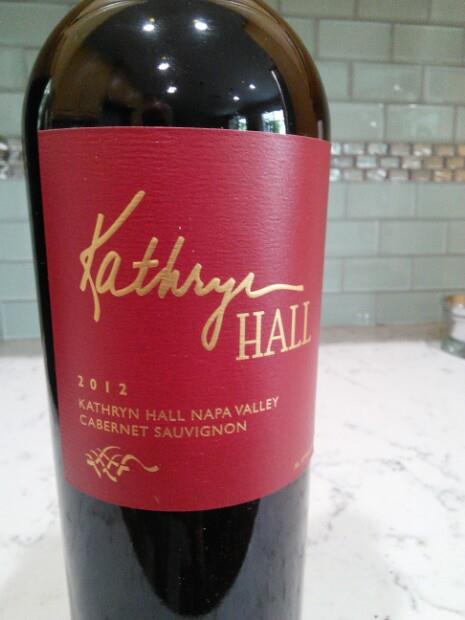 Kathryn
HALL
2012
KATHRYN HALL NAPA VALLEY
CABERNET SAUVIGNON